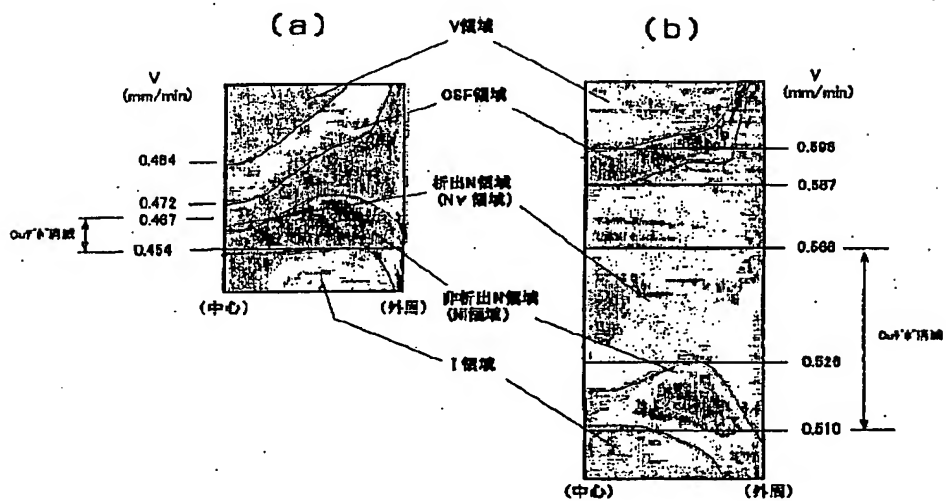 (a)
V領域
(b)
V
(mm/min)
OSF領域
V
(mm/min)
0.484
0.596
0.587
析出N領域
(NV領域)
0.472
0.467
Cuデポ消滅
0.454
0.566
非析出N領域
(Ni領域)
(中心)
(外周)
Cuデポ消滅
I領域
0.526
0.510
(中心)
(外周)